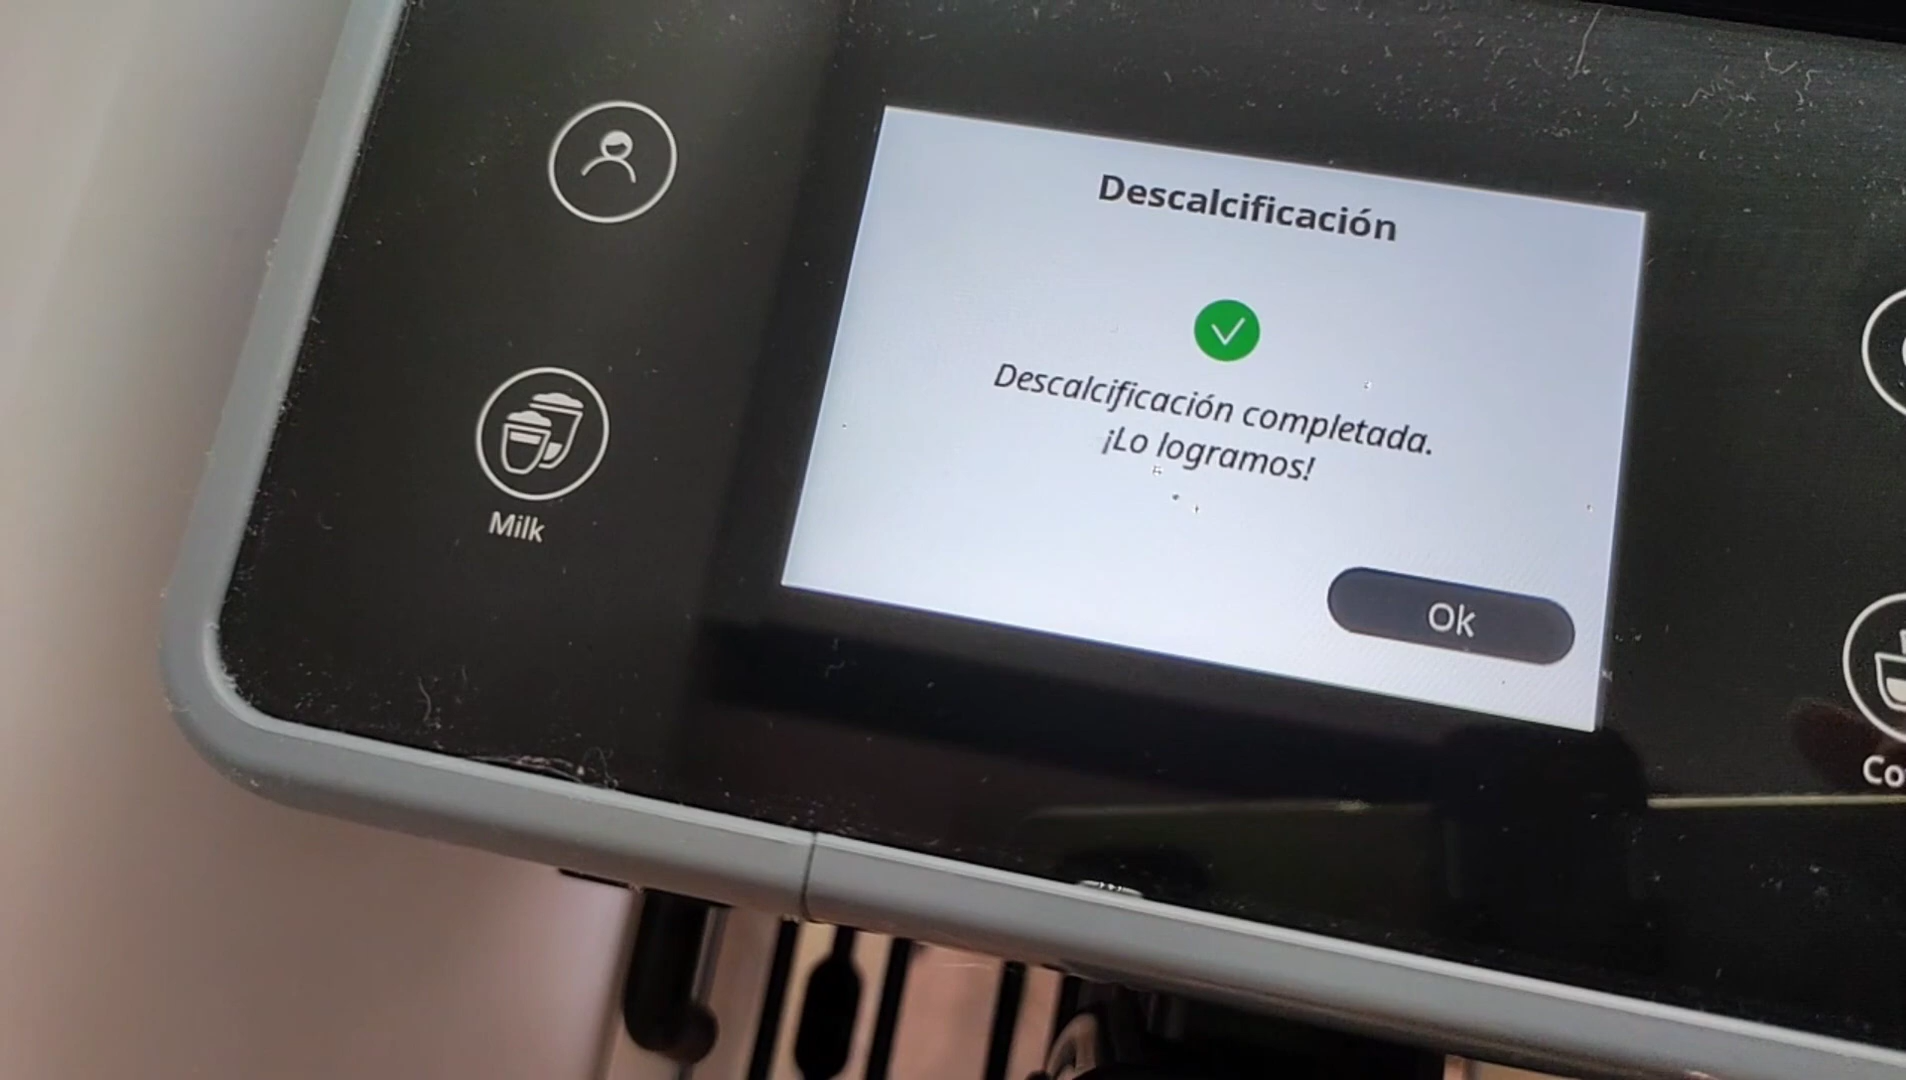 Descalcificación
Descalcificación completada.
¡Lo logramos!
Ok
Milk